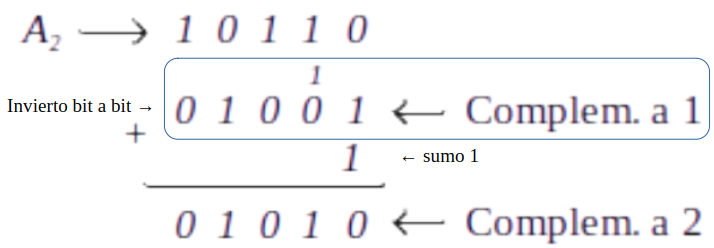 A₂ → 1 0 1 1 0
1
Invierto bit a bit → 0 1 0 0 1 ← Complem. a 1
+ 1 ← sumo 1
0 1 0 1 0 ← Complem. a 2